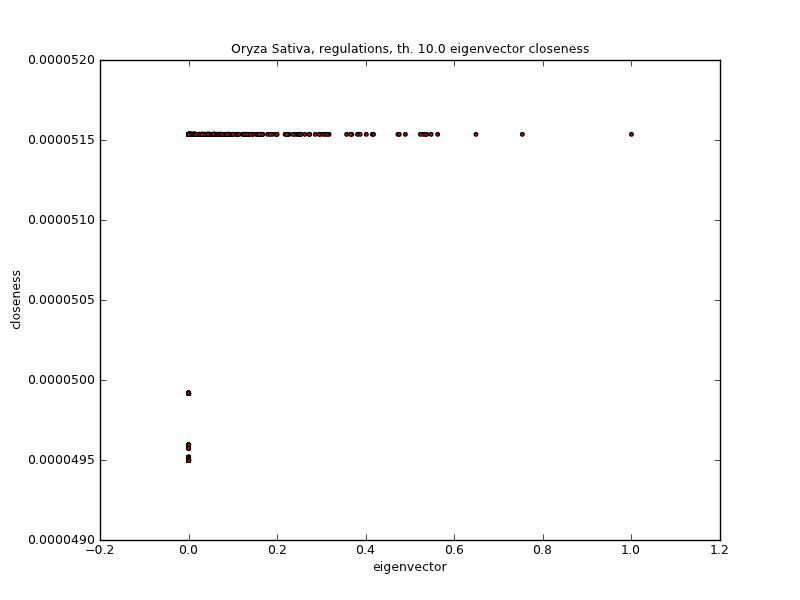 Oryza Sativa, regulations, th. 10.0 eigenvector closeness
0.0000520
0.0000515
0.0000510
0.0000505
0.0000500
0.0000495
0.0000490
closeness
−0.2 0.0 0.2 0.4 0.6 0.8 1.0 1.2
eigenvector